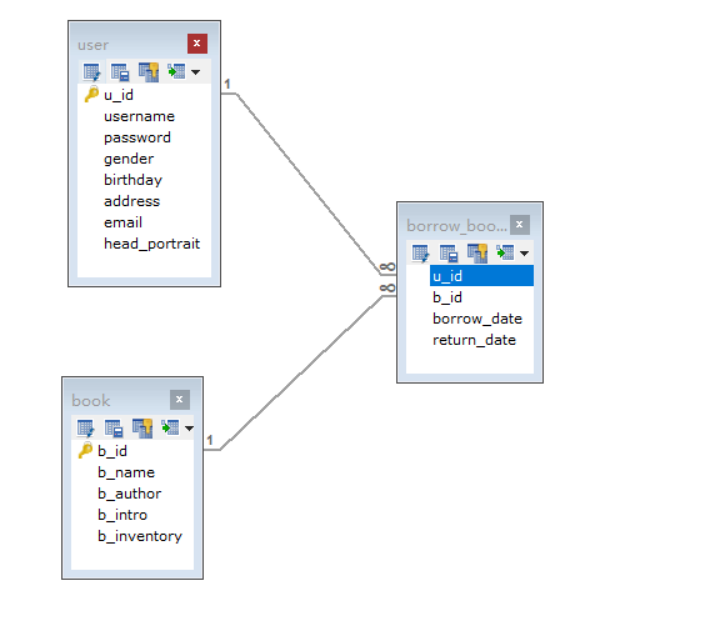 user
x
u_id
username
password
gender
birthday
address
email
head_portrait
1
borrow_boo...
x
∞
∞
u_id
b_id
borrow_date
return_date
book
x
b_id
b_name
b_author
b_intro
b_inventory
1